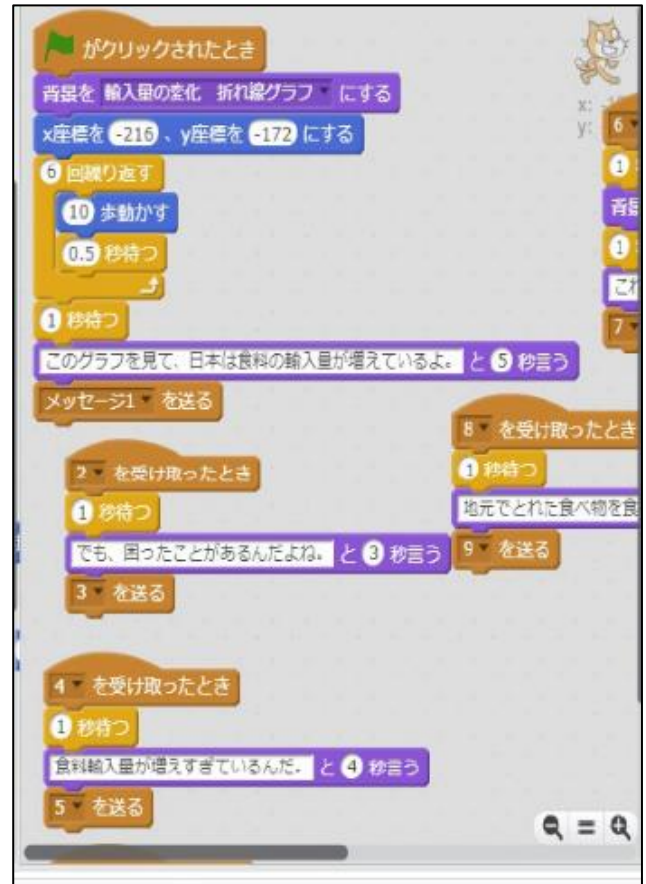 がクリックされたとき
背景を 輸入量の変化 折れ線グラフ にする
x座標を -216 、y座標を -172 にする
6 回繰り返す
10 歩動かす
0.5 秒待つ
1 秒待つ
このグラフを見て、日本は食料の輸入量が増えているよ。 と 5 秒言う
メッセージ1 を送る
2 を受け取ったとき
1 秒待つ
でも、困ったことがあるんだよね。 と 3 秒言う
3 を送る
4 を受け取ったとき
1 秒待つ
食料輸入量が増えすぎているんだ。 と 4 秒言う
5 を送る
8 を受け取ったとき
1 秒待つ
地元でとれた食べ物を食
9 を送る
x:
y:
6
1
背景
1
これ
7